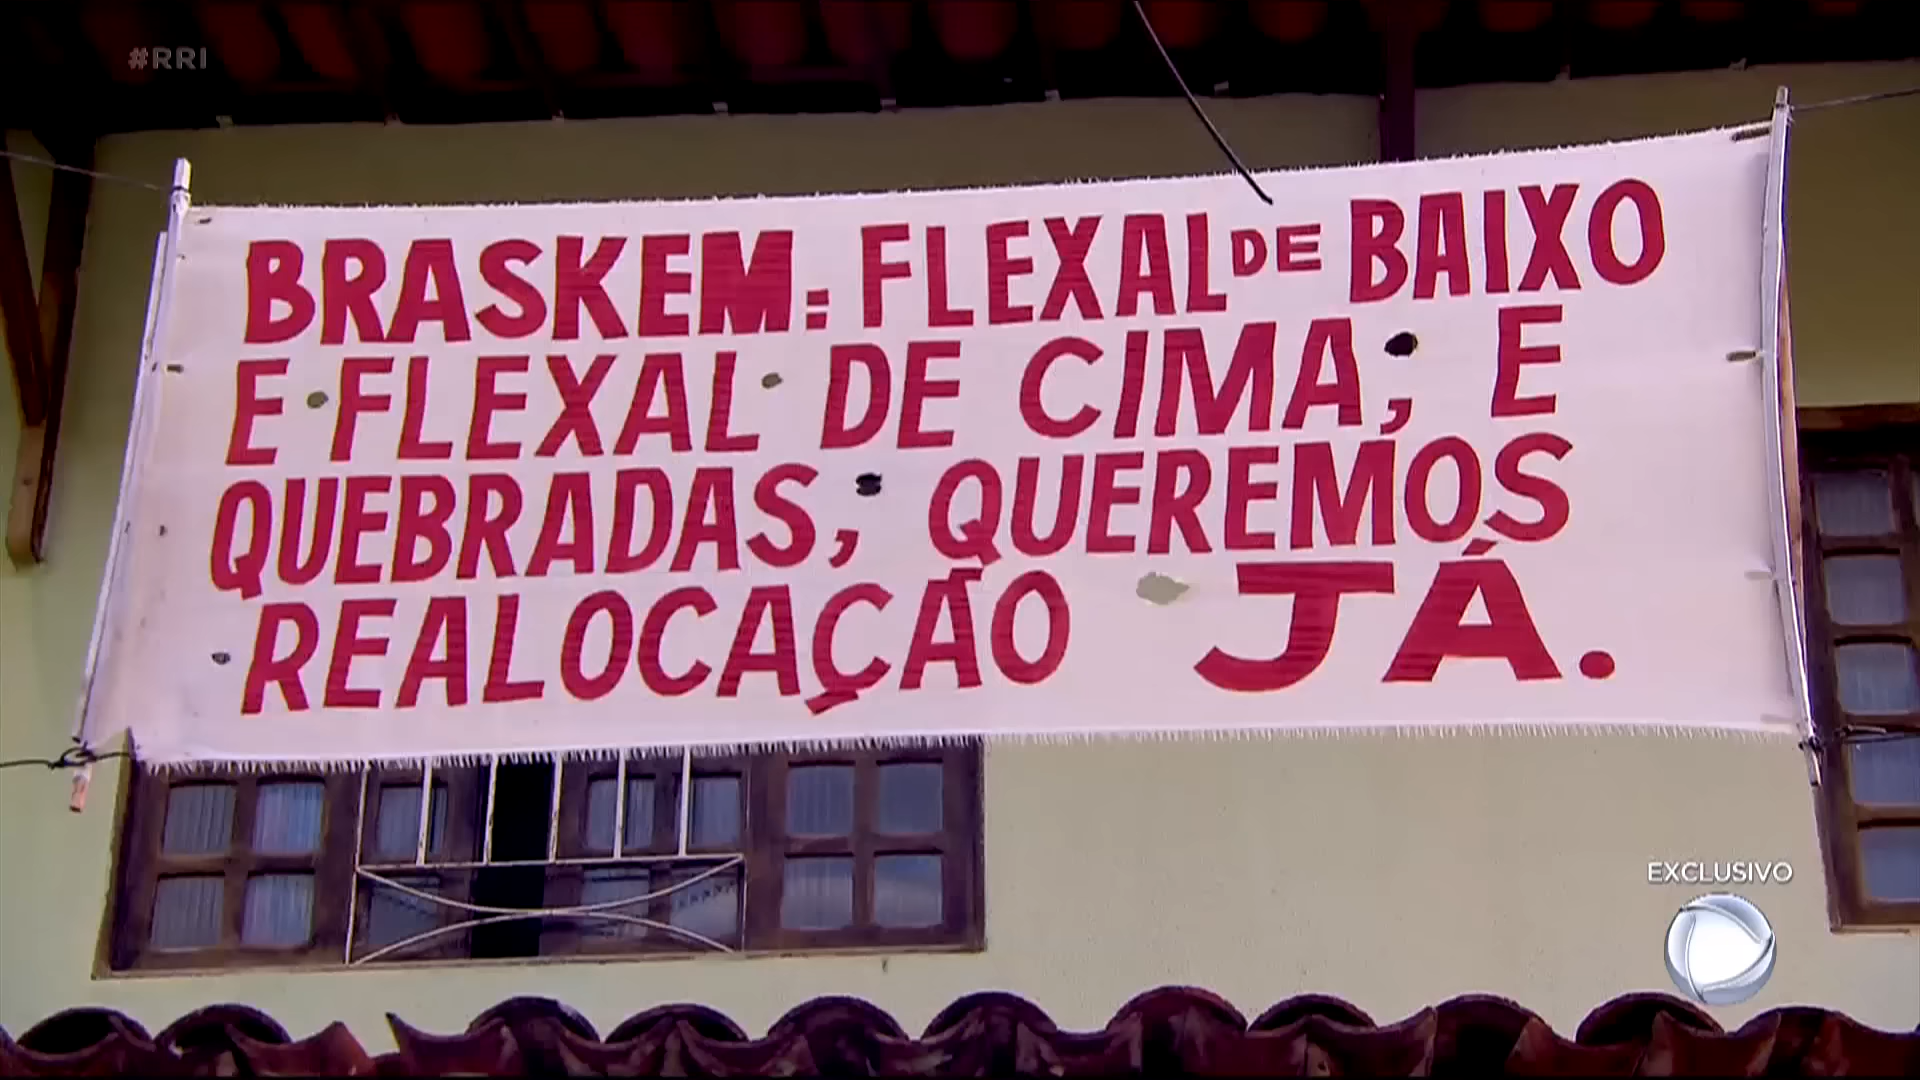 #RRI
BRASKEM: FLEXAL DE BAIXO
E FLEXAL DE CIMA, E
QUEBRADAS, QUEREMOS
REALOCAÇÃO JÁ.
EXCLUSIVO